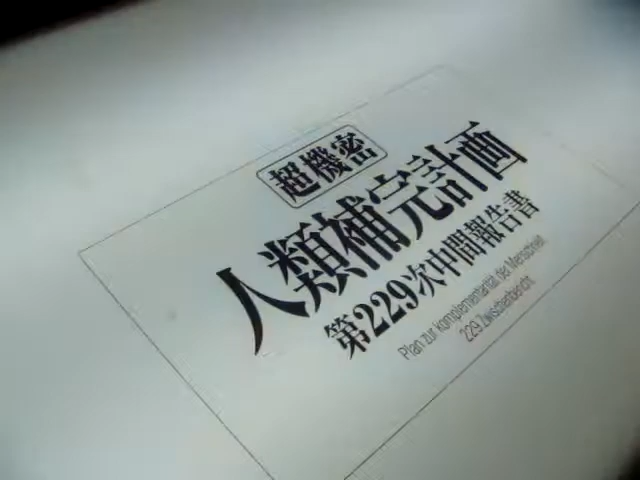 超機密
人類補完計画
第229次中間報告書
Plan zur Komplementarität der Menschheit
229 Zwischenbericht